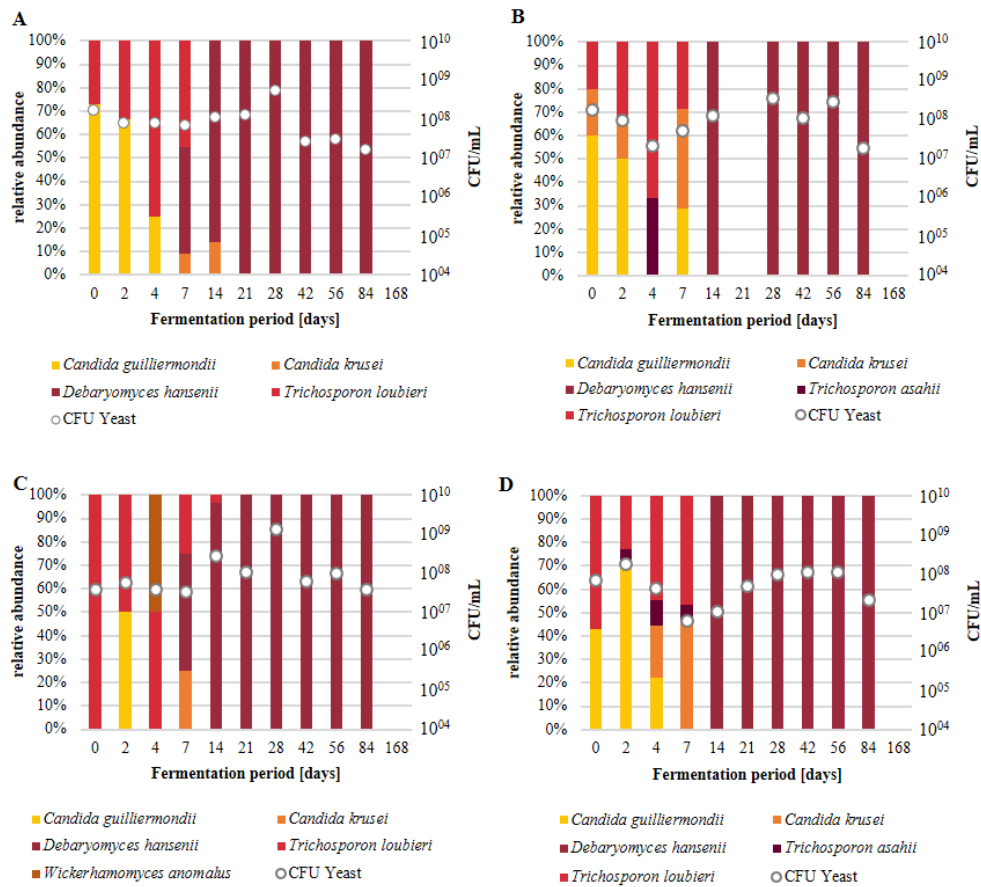 A
relative abundance
100%
90%
80%
70%
60%
50%
40%
30%
20%
10%
0%
10^10
10^09
10^08
10^07
10^06
10^05
10^04
CFU/mL
0 2 4 7 14 21 28 42 56 84 168
Fermentation period [days]
Candida guilliermondii Candida krusei
Debaryomyces hansenii Trichosporon loubieri
CFU Yeast
B
relative abundance
100%
90%
80%
70%
60%
50%
40%
30%
20%
10%
0%
10^10
10^09
10^08
10^07
10^06
10^05
10^04
CFU/mL
0 2 4 7 14 21 28 42 56 84 168
Fermentation period [days]
Candida guilliermondii Candida krusei
Debaryomyces hansenii Trichosporon asahii
Trichosporon loubieri CFU Yeast
C
relative abundance
100%
90%
80%
70%
60%
50%
40%
30%
20%
10%
0%
10^10
10^09
10^08
10^07
10^06
10^05
10^04
CFU/mL
0 2 4 7 14 21 28 42 56 84 168
Fermentation period [days]
Candida guilliermondii Candida krusei
Debaryomyces hansenii Trichosporon loubieri
Wickerhamomyces anomalus CFU Yeast
D
relative abundance
100%
90%
80%
70%
60%
50%
40%
30%
20%
10%
0%
10^10
10^09
10^08
10^07
10^06
10^05
10^04
CFU/mL
0 2 4 7 14 21 28 42 56 84 168
Fermentation period [days]
Candida guilliermondii Candida krusei
Debaryomyces hansenii Trichosporon asahii
Trichosporon loubieri CFU Yeast